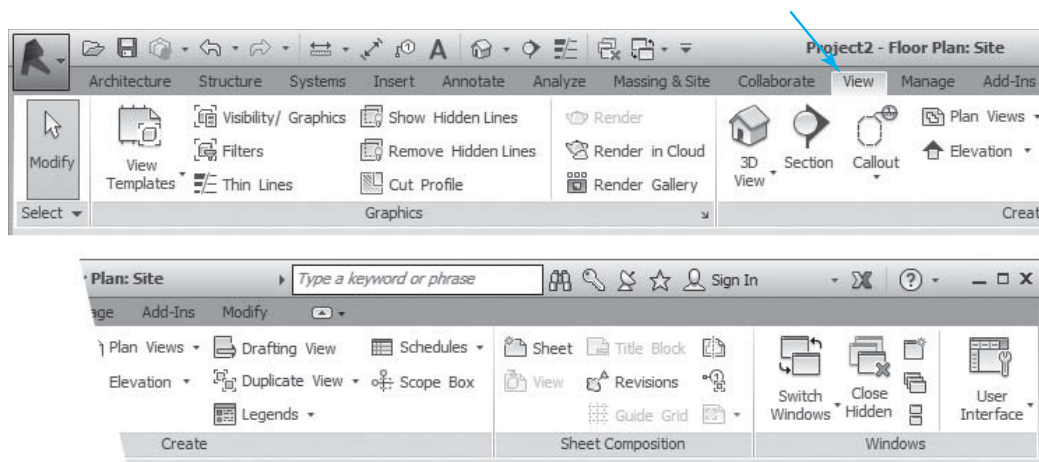 Project2 - Floor Plan: Site
Architecture Structure Systems Insert Annotate Analyze Massing & Site Collaborate View Manage Add-Ins
Modify
View Templates
Visibility/ Graphics
Filters
Thin Lines
Show Hidden Lines
Remove Hidden Lines
Cut Profile
Render
Render in Cloud
Render Gallery
3D View
Section
Callout
Plan Views
Elevation
Select Graphics Creat
Plan: Site Type a keyword or phrase Sign In
age Add-Ins Modify
Plan Views
Elevation
Drafting View
Duplicate View
Legends
Schedules
Scope Box
Sheet
View
Title Block
Revisions
Guide Grid
Switch Windows
Close Hidden
User Interface
Create Sheet Composition Windows